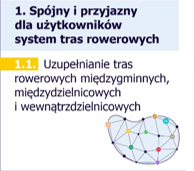 1. Spójny i przyjazny
dla użytkowników
system tras rowerowych
1.1. Uzupełnianie tras
rowerowych międzygminnych,
międzydzielnicowych
i wewnątrzdzielnicowych